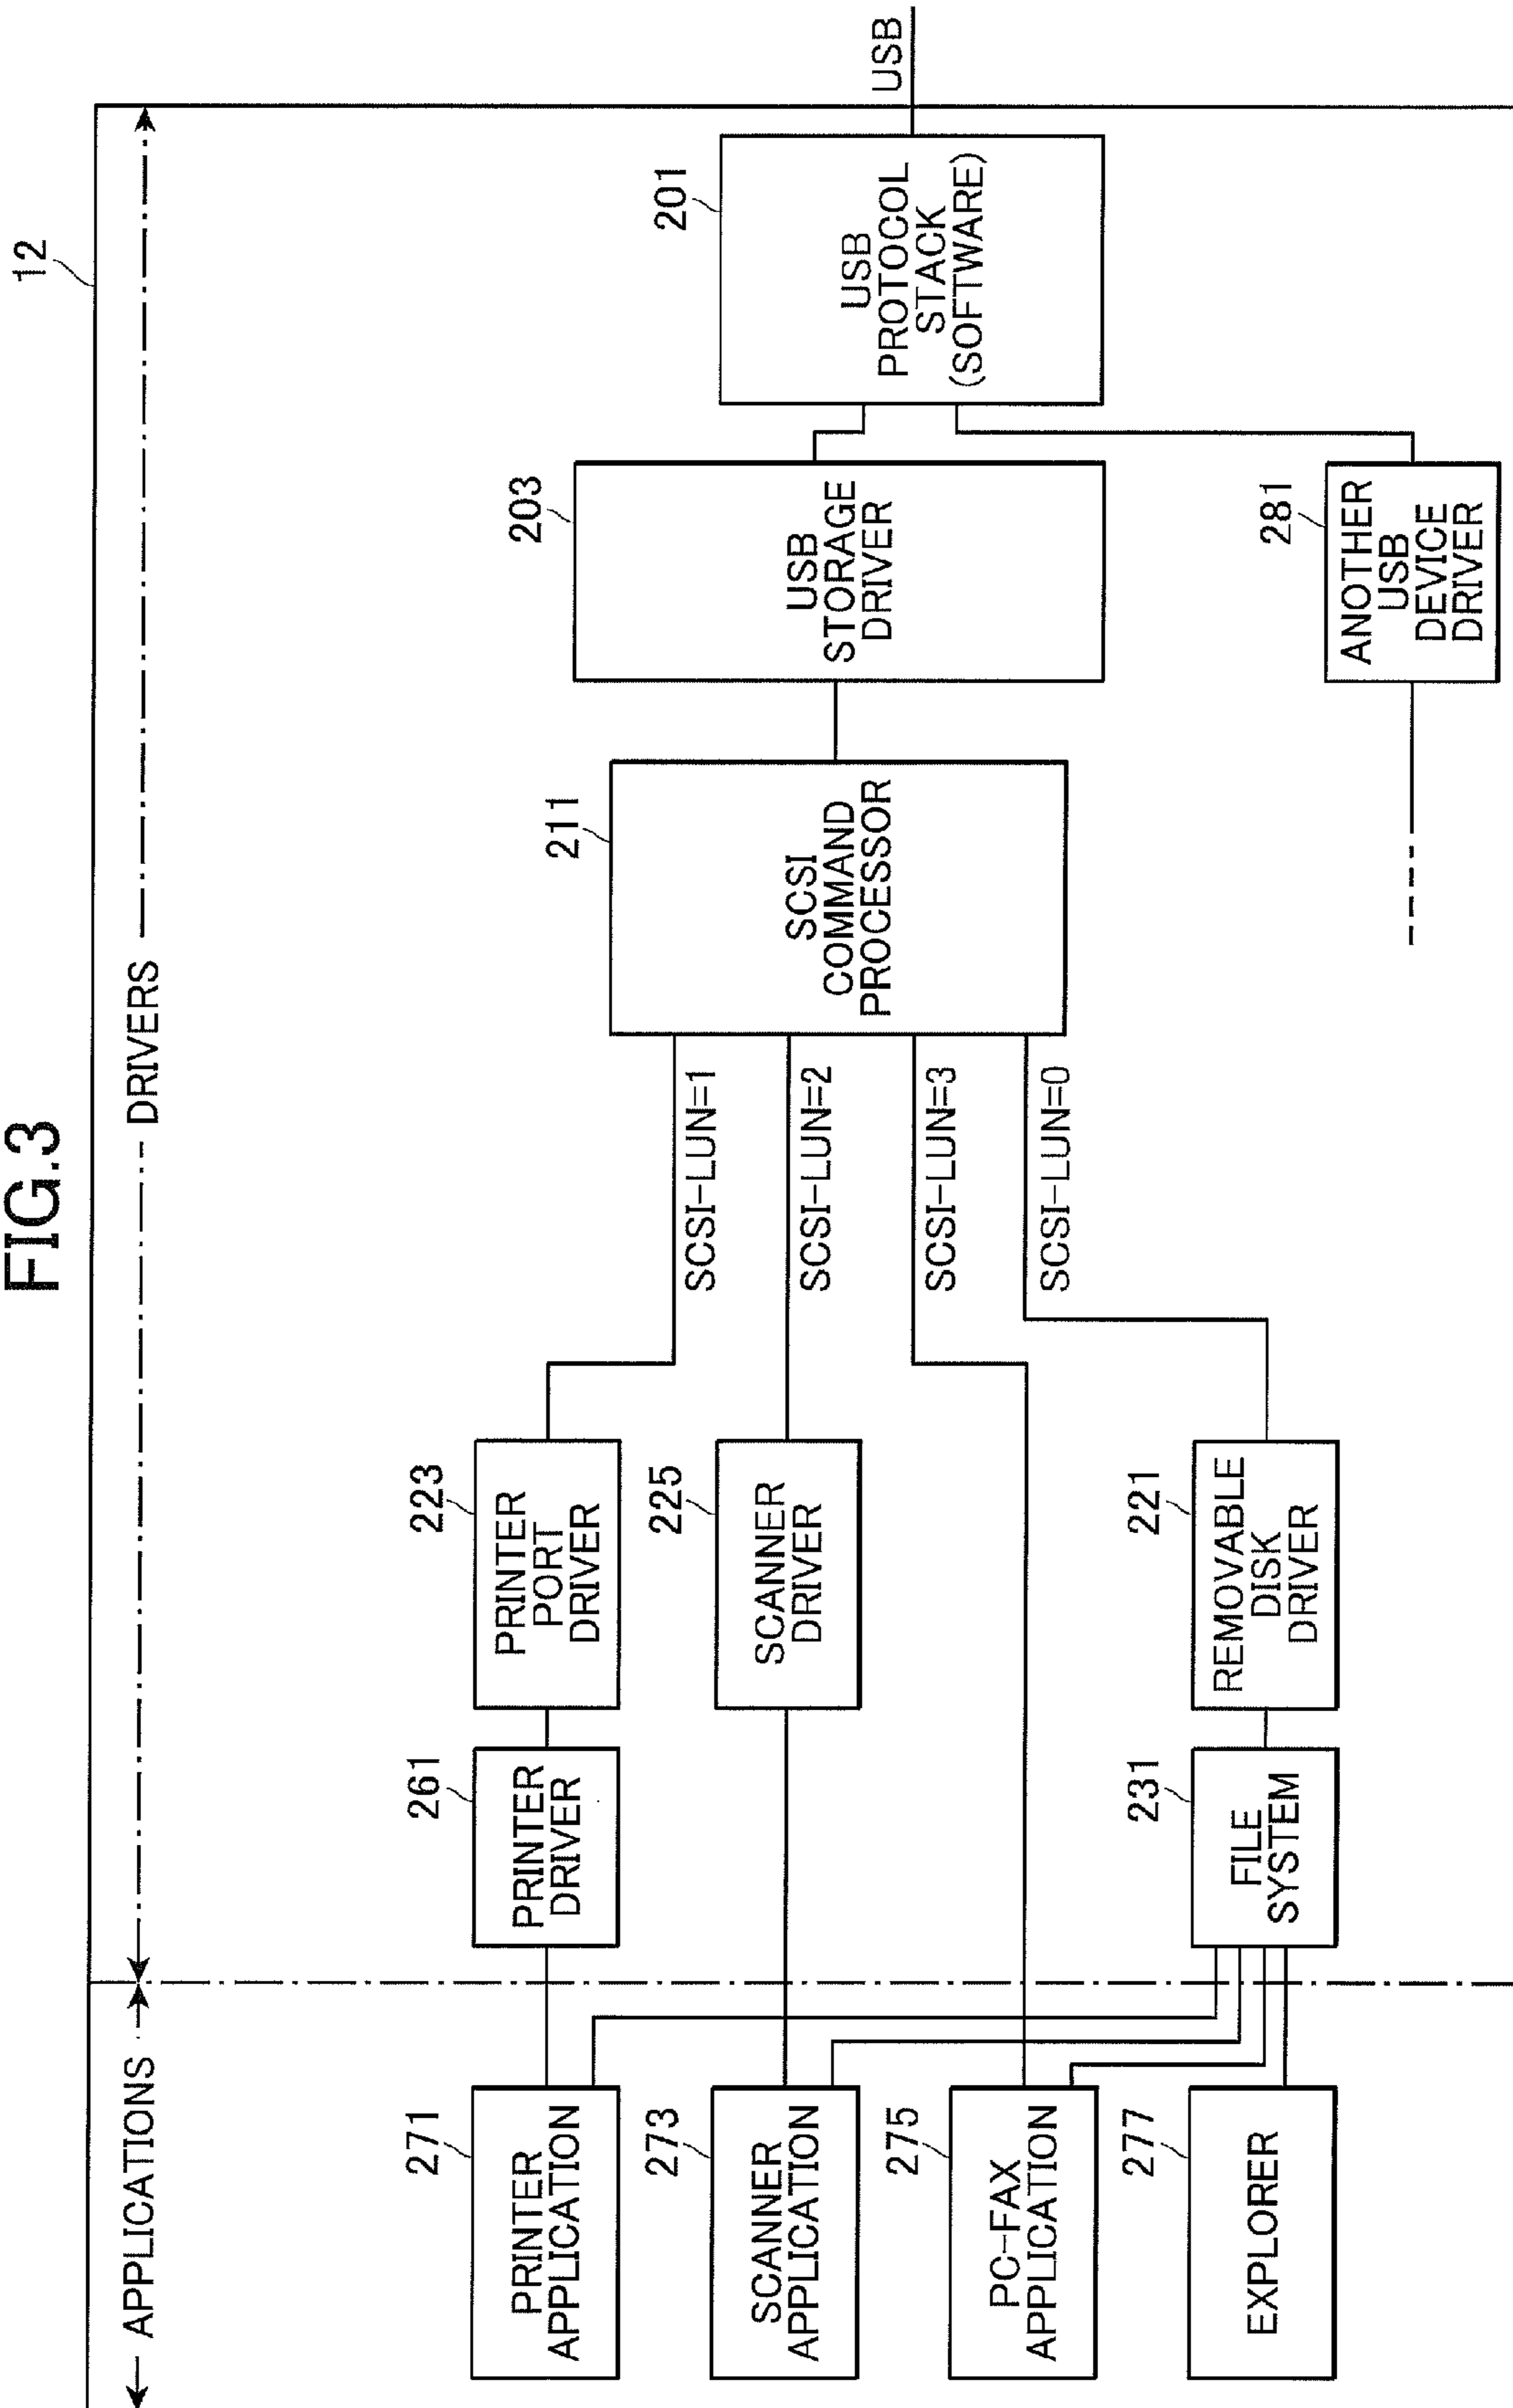 FIG.3
12
APPLICATIONS
DRIVERS
271
PRINTER
APPLICATION
261
PRINTER
DRIVER
223
PRINTER
PORT
DRIVER
SCSI-LUN=1
273
SCANNER
APPLICATION
225
SCANNER
DRIVER
SCSI-LUN=2
275
PC-FAX
APPLICATION
SCSI-LUN=3
277
EXPLORER
231
FILE
SYSTEM
221
REMOVABLE
DISK
DRIVER
SCSI-LUN=0
211
SCSI
COMMAND
PROCESSOR
203
USB
STORAGE
DRIVER
201
USB
PROTOCOL
STACK
(SOFTWARE)
USB
281
ANOTHER
USB
DEVICE
DRIVER